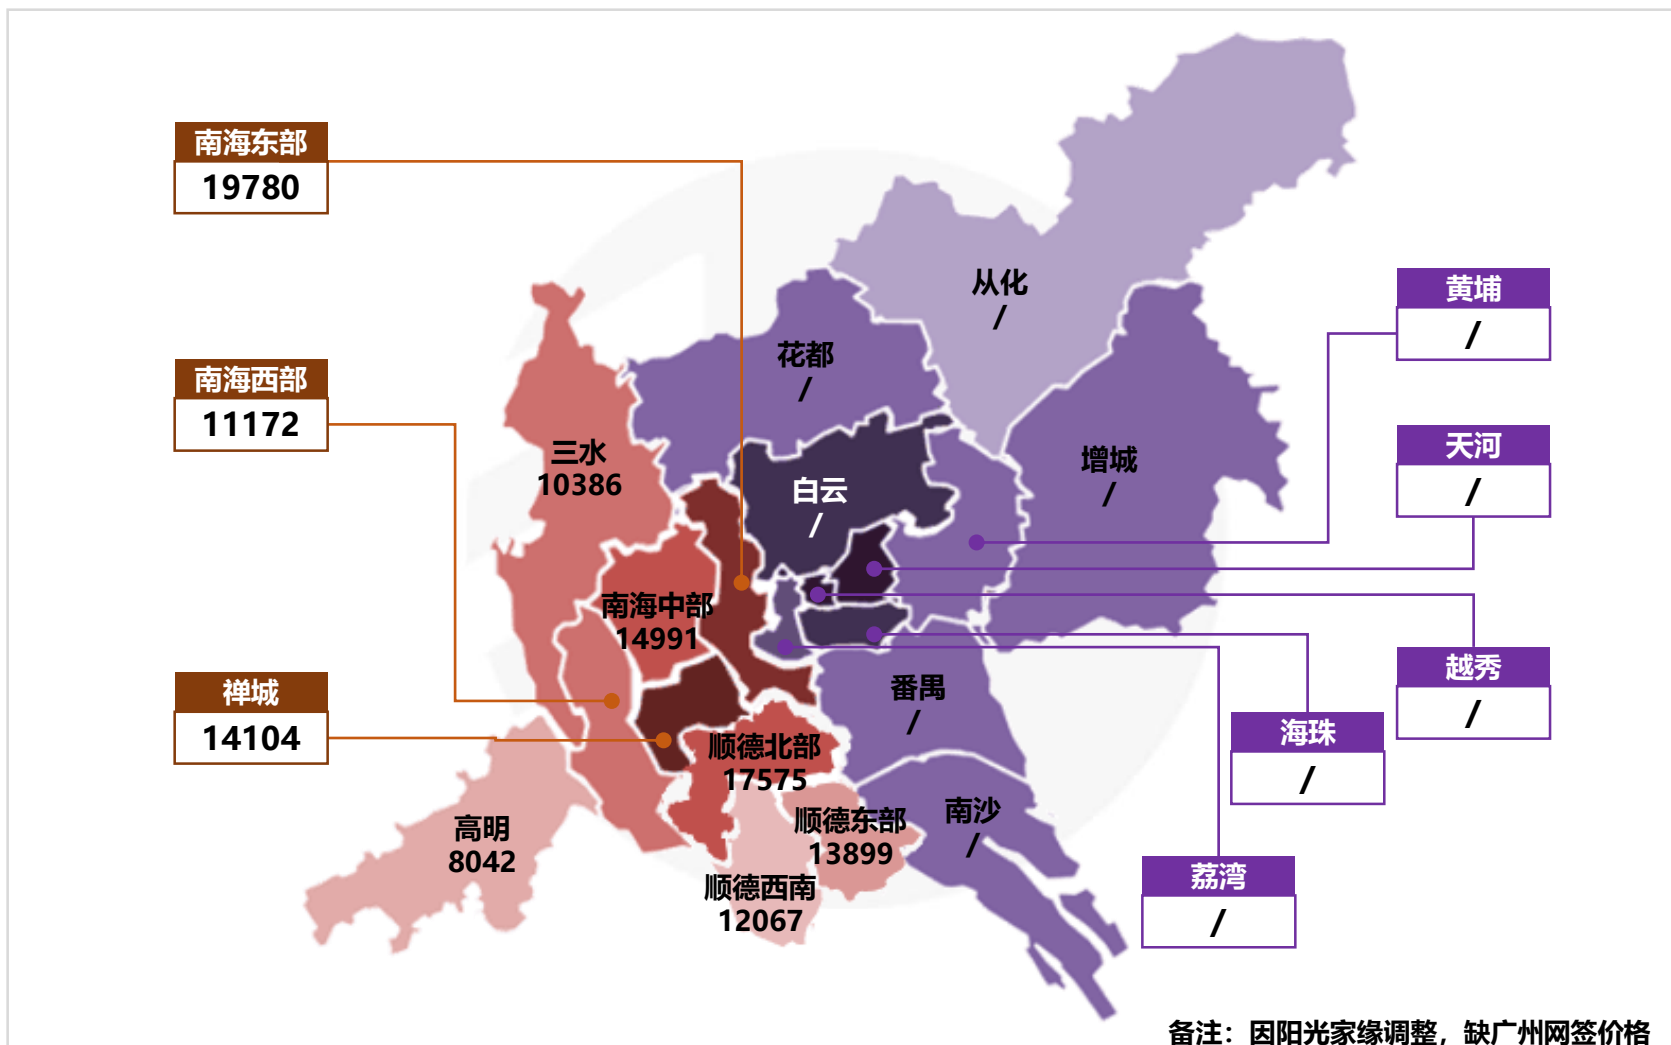 南海东部
19780
南海西部
11172
禅城
14104
三水
10386
南海中部
14991
高明
8042
顺德北部
17575
顺德东部
13899
顺德西南
12067
从化
/
花都
/
白云
/
增城
/
番禺
/
南沙
/
黄埔
/
天河
/
越秀
/
海珠
/
荔湾
/
备注：因阳光家缘调整，缺广州网签价格